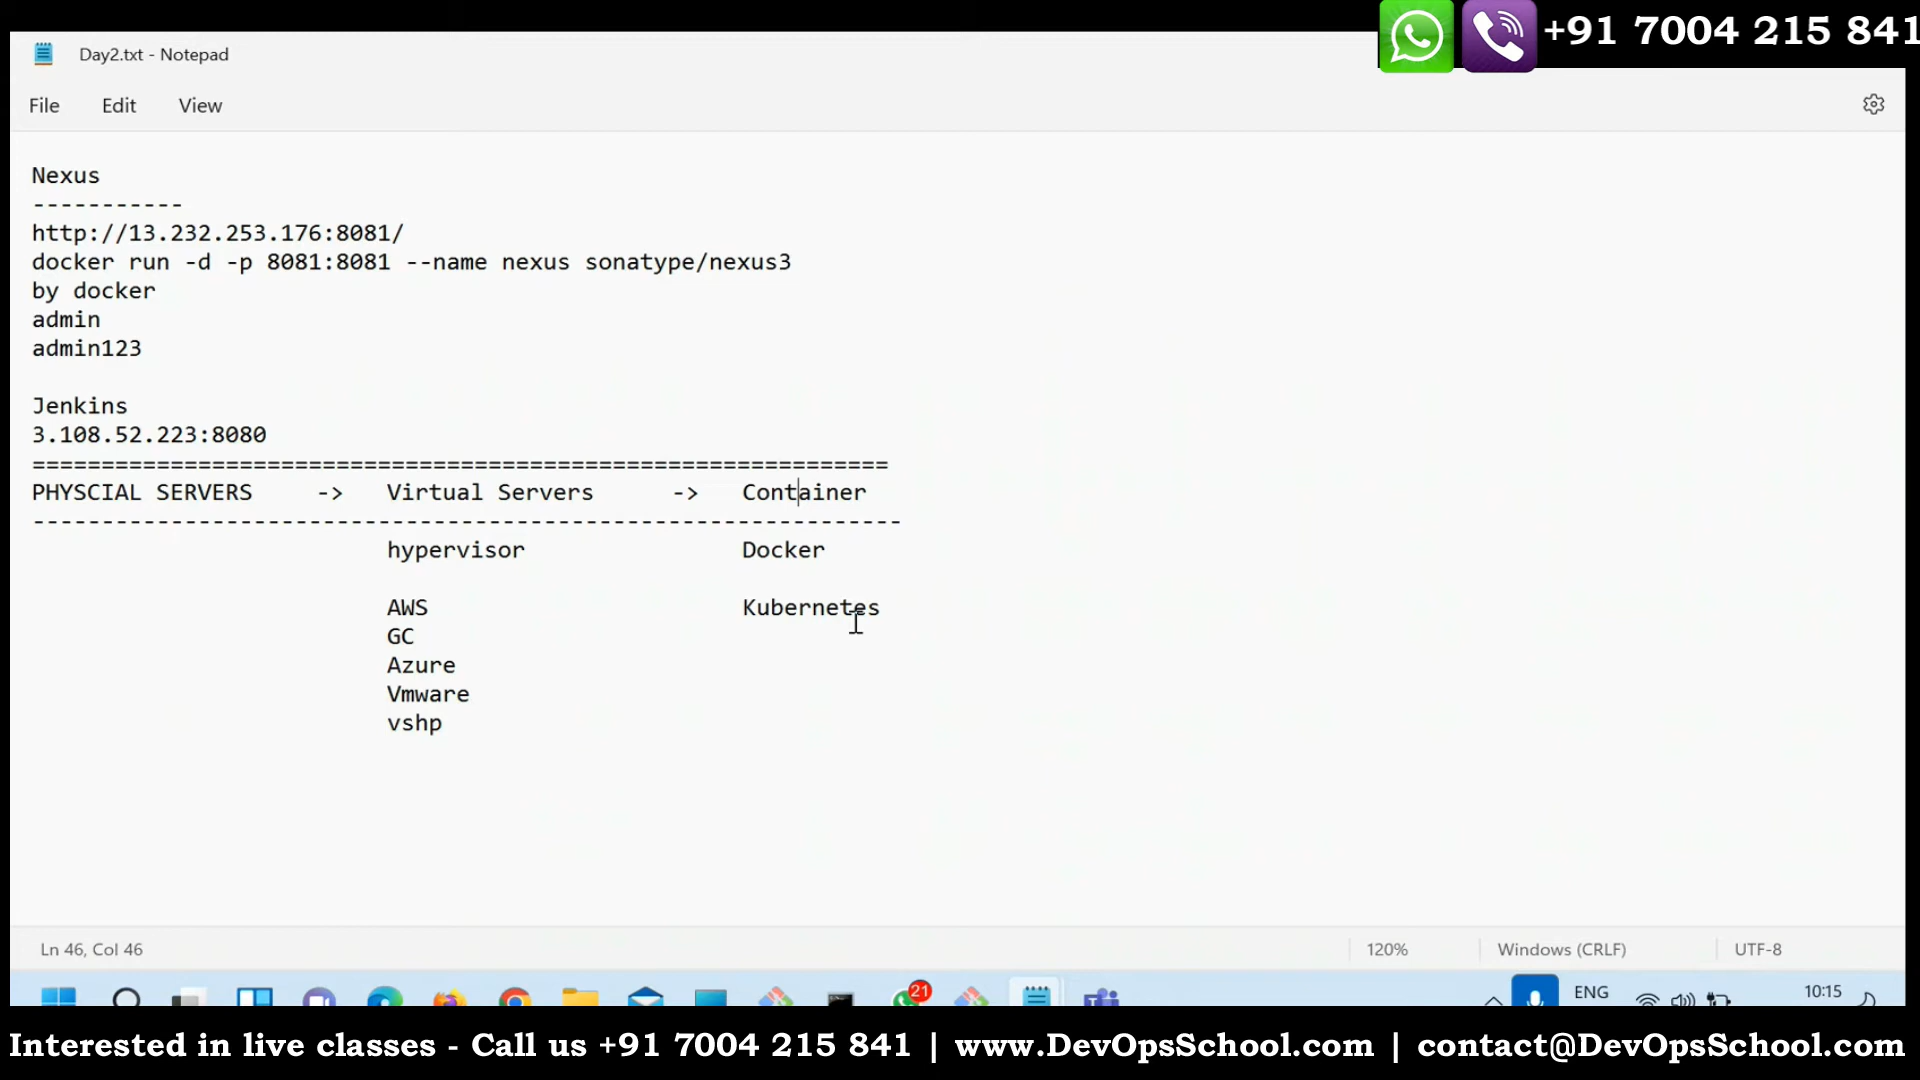 +91 7004 215 841
Day2.txt - Notepad
File Edit View
Nexus
-----------
http://13.232.253.176:8081/
docker run -d -p 8081:8081 --name nexus sonatype/nexus3
by docker
admin
admin123
Jenkins
3.108.52.223:8080
==============================================================
PHYSCIAL SERVERS -> Virtual Servers -> Container
---------------------------------------------------------------
hypervisor Docker
AWS Kubernetes
GC
Azure
Vmware
vshp
Ln 46, Col 46 120% Windows (CRLF) UTF-8
21
ENG 10:15
Interested in live classes - Call us +91 7004 215 841 | www.DevOpsSchool.com | contact@DevOpsSchool.com